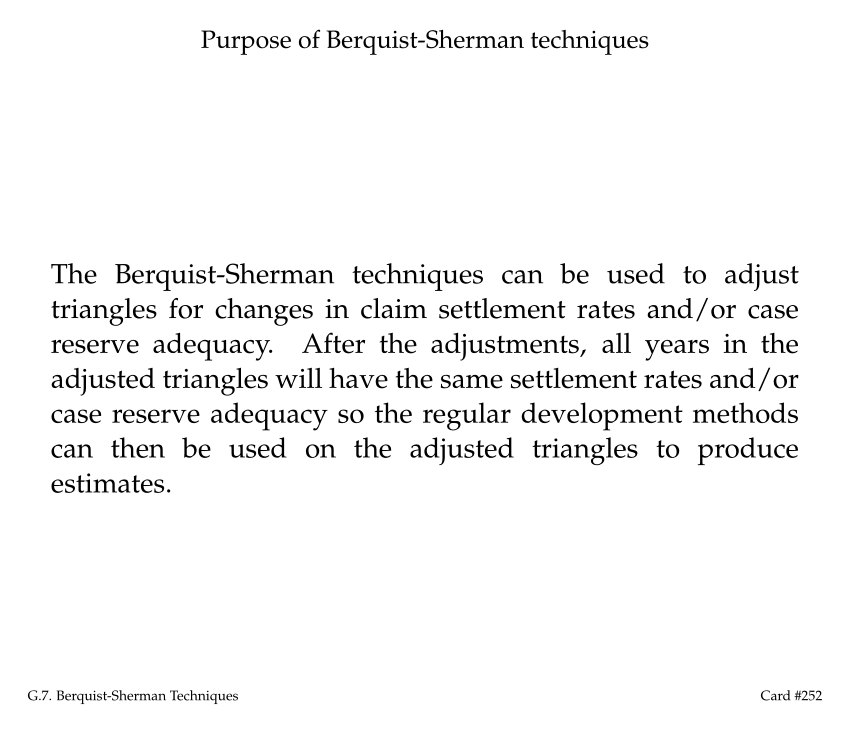 Purpose of Berquist-Sherman techniques
The Berquist-Sherman techniques can be used to adjust
triangles for changes in claim settlement rates and/or case
reserve adequacy. After the adjustments, all years in the
adjusted triangles will have the same settlement rates and/or
case reserve adequacy so the regular development methods
can then be used on the adjusted triangles to produce
estimates.
G.7. Berquist-Sherman Techniques
Card #252